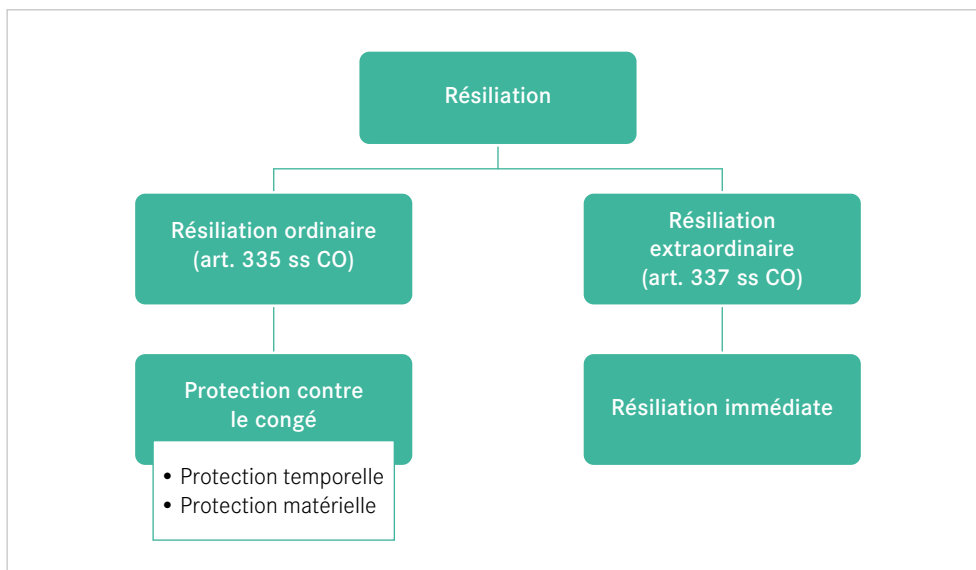 Résiliation
Résiliation ordinaire
(art. 335 ss CO)
Résiliation
extraordinaire
(art. 337 ss CO)
Protection contre
le congé
• Protection temporelle
• Protection matérielle
Résiliation immédiate